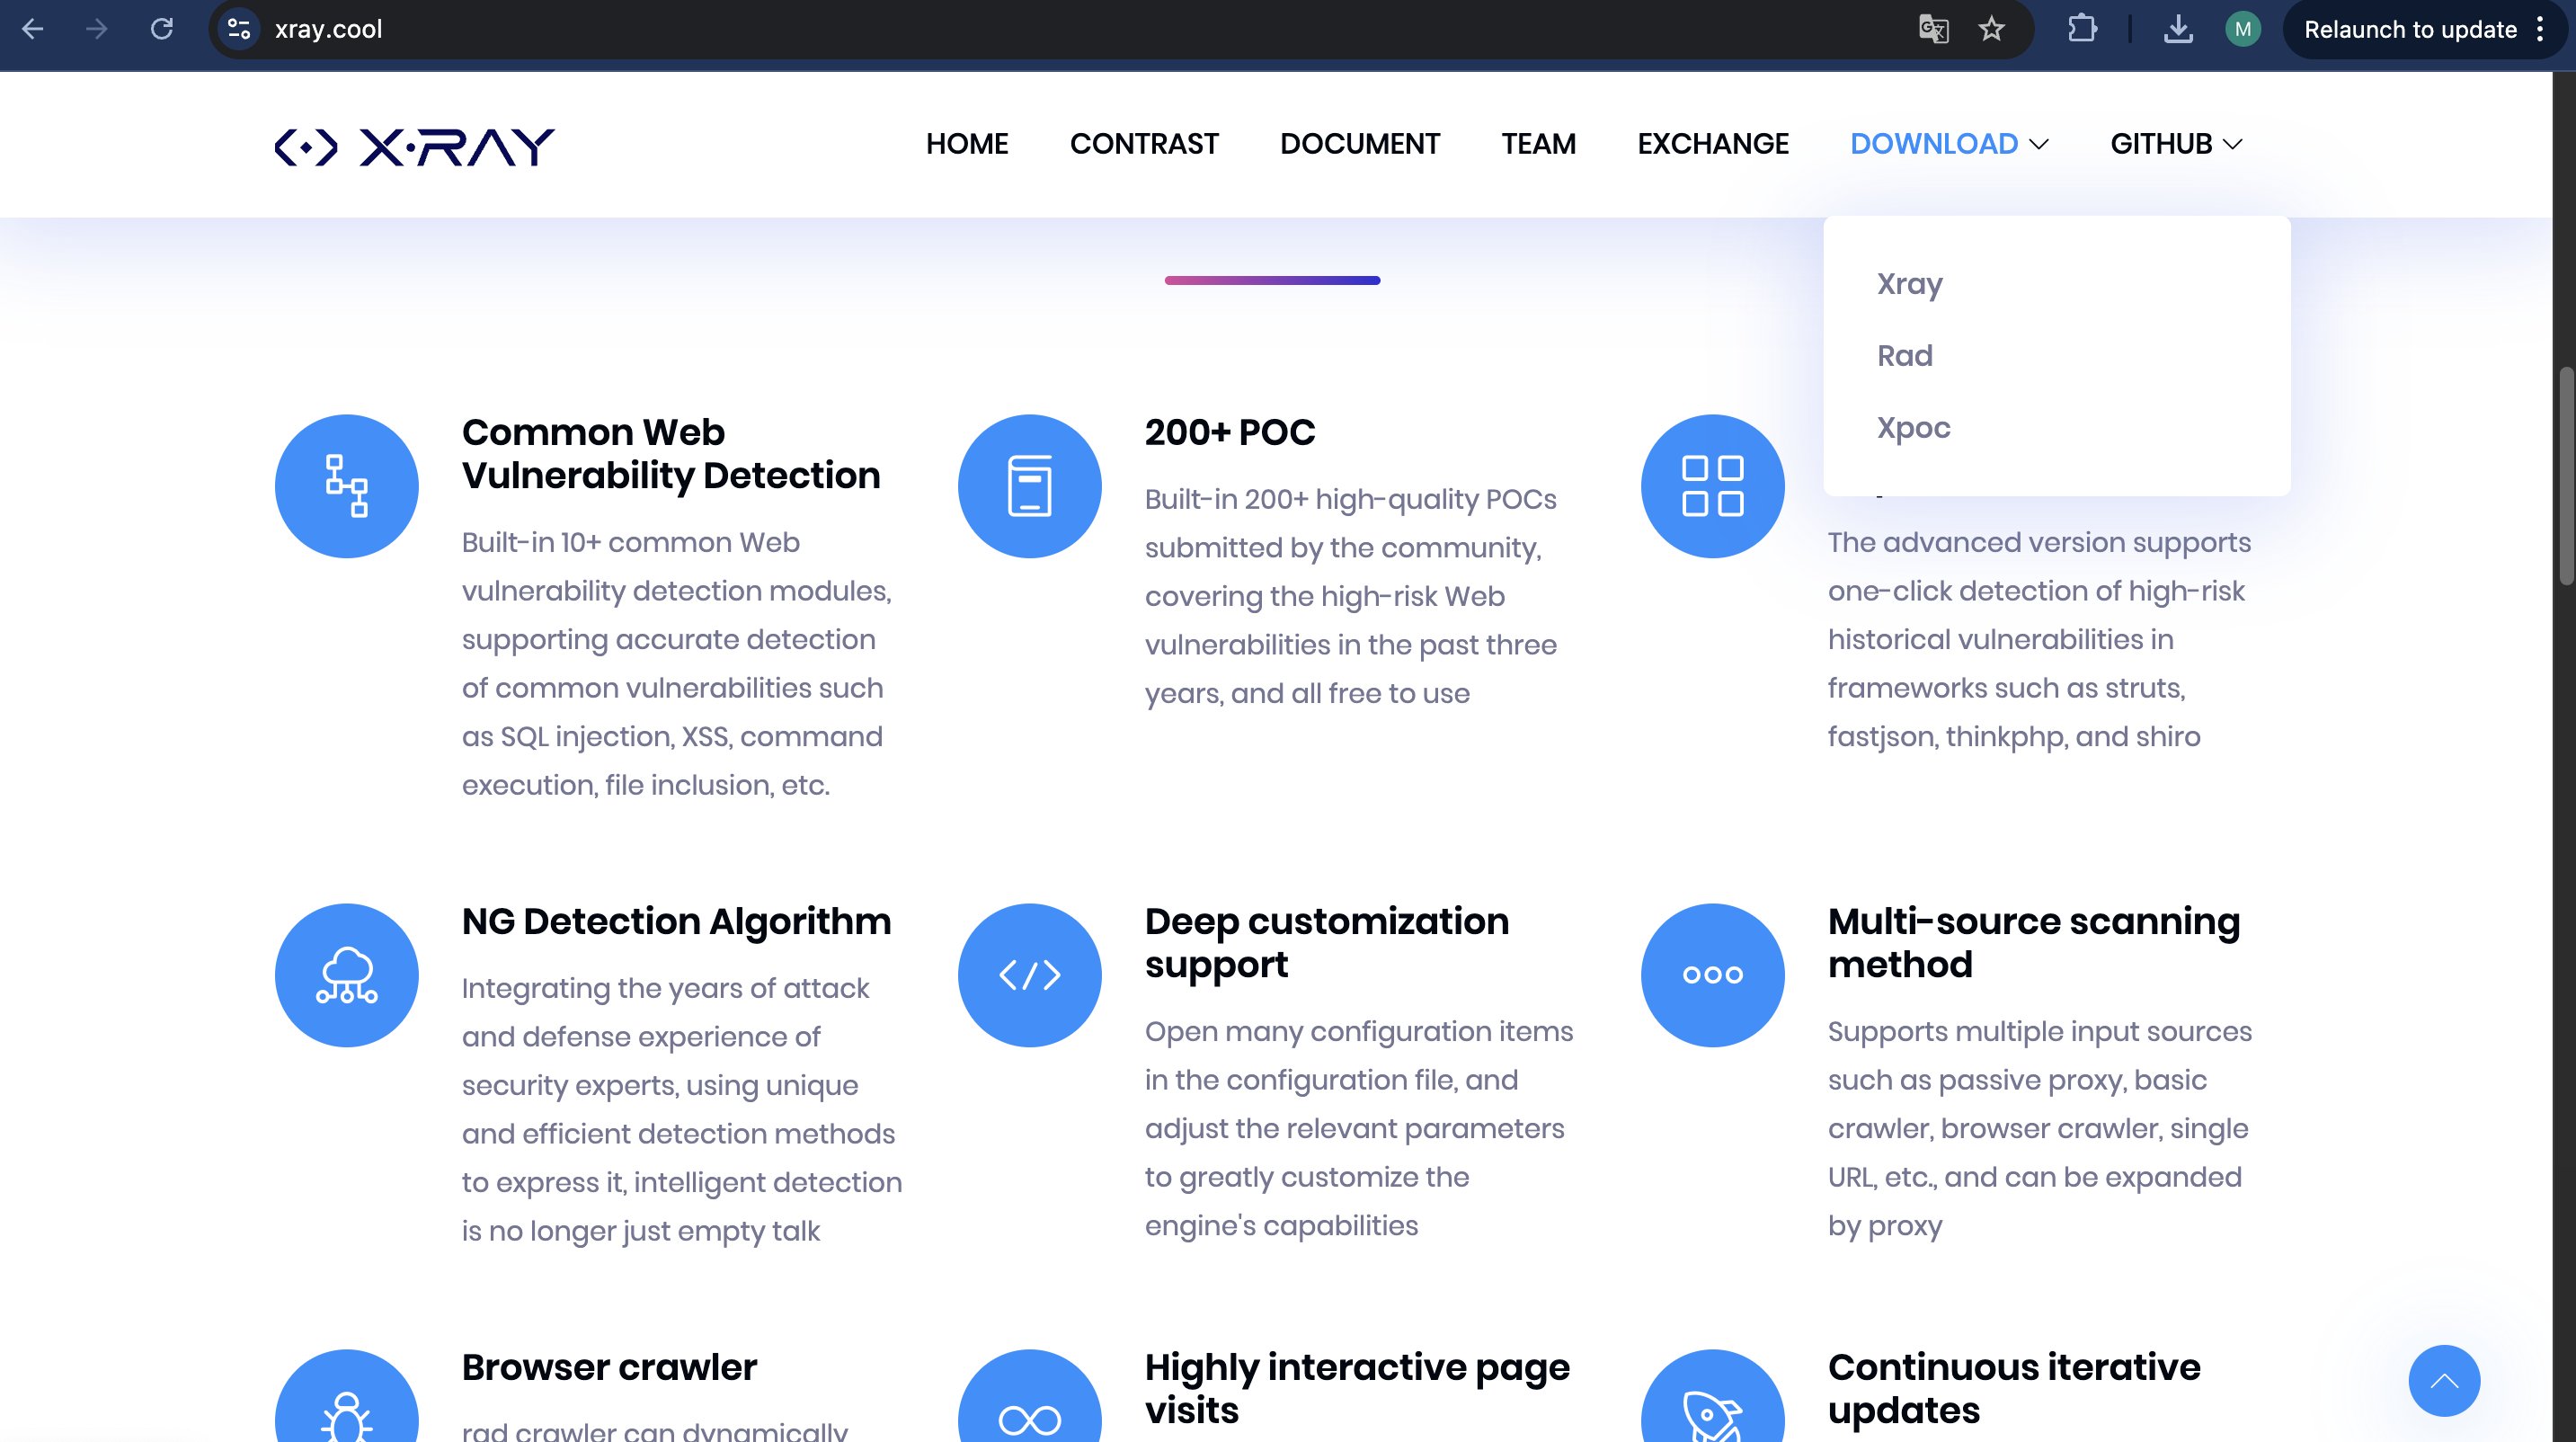 xray.cool
M
Relaunch to update
X·RAY
HOME
CONTRAST
DOCUMENT
TEAM
EXCHANGE
DOWNLOAD
GITHUB
Xray
Rad
Xpoc
Common Web
Vulnerability Detection
Built-in 10+ common Web
vulnerability detection modules,
supporting accurate detection
of common vulnerabilities such
as SQL injection, XSS, command
execution, file inclusion, etc.
200+ POC
Built-in 200+ high-quality POCs
submitted by the community,
covering the high-risk Web
vulnerabilities in the past three
years, and all free to use
The advanced version supports
one-click detection of high-risk
historical vulnerabilities in
frameworks such as struts,
fastjson, thinkphp, and shiro
NG Detection Algorithm
Integrating the years of attack
and defense experience of
security experts, using unique
and efficient detection methods
to express it, intelligent detection
is no longer just empty talk
Deep customization
support
Open many configuration items
in the configuration file, and
adjust the relevant parameters
to greatly customize the
engine's capabilities
Multi-source scanning
method
Supports multiple input sources
such as passive proxy, basic
crawler, browser crawler, single
URL, etc., and can be expanded
by proxy
Browser crawler
rad crawler can dynamically
Highly interactive page
visits
Continuous iterative
updates